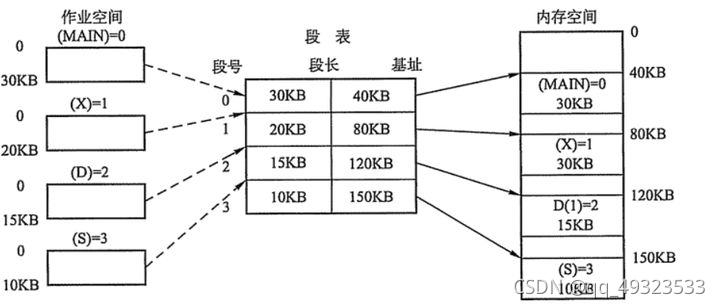 作业空间
(MAIN)=0
0
30KB
(X)=1
0
20KB
(D)=2
0
15KB
(S)=3
0
10KB
段 表
段号
段长
基址
0
30KB
40KB
1
20KB
80KB
2
15KB
120KB
3
10KB
150KB
内存空间
0
40KB
(MAIN)=0
30KB
80KB
(X)=1
30KB
120KB
D(1)=2
15KB
150KB
(S)=3
10KB
CSDN @qq_49323533